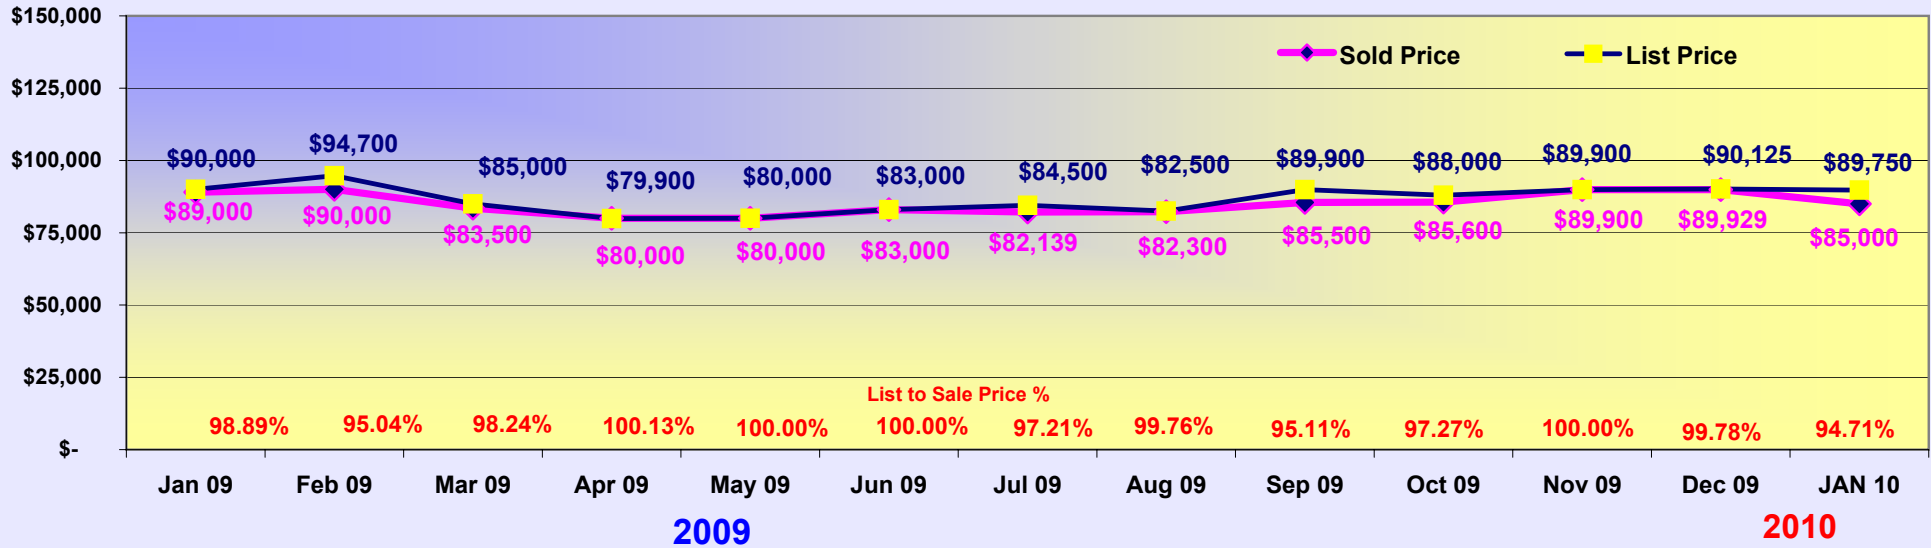 $150,000
Sold Price List Price
$125,000
$100,000
$90,000 $94,700 $85,000 $79,900 $80,000 $83,000 $84,500 $82,500 $89,900 $88,000 $89,900 $90,125 $89,750
$89,000 $90,000 $83,500 $80,000 $80,000 $83,000 $82,139 $82,300 $85,500 $85,600 $89,900 $89,929 $85,000
$75,000
$50,000
$25,000
List to Sale Price %
98.89% 95.04% 98.24% 100.13% 100.00% 100.00% 97.21% 99.76% 95.11% 97.27% 100.00% 99.78% 94.71%
$-
Jan 09 Feb 09 Mar 09 Apr 09 May 09 Jun 09 Jul 09 Aug 09 Sep 09 Oct 09 Nov 09 Dec 09 JAN 10
2009 2010